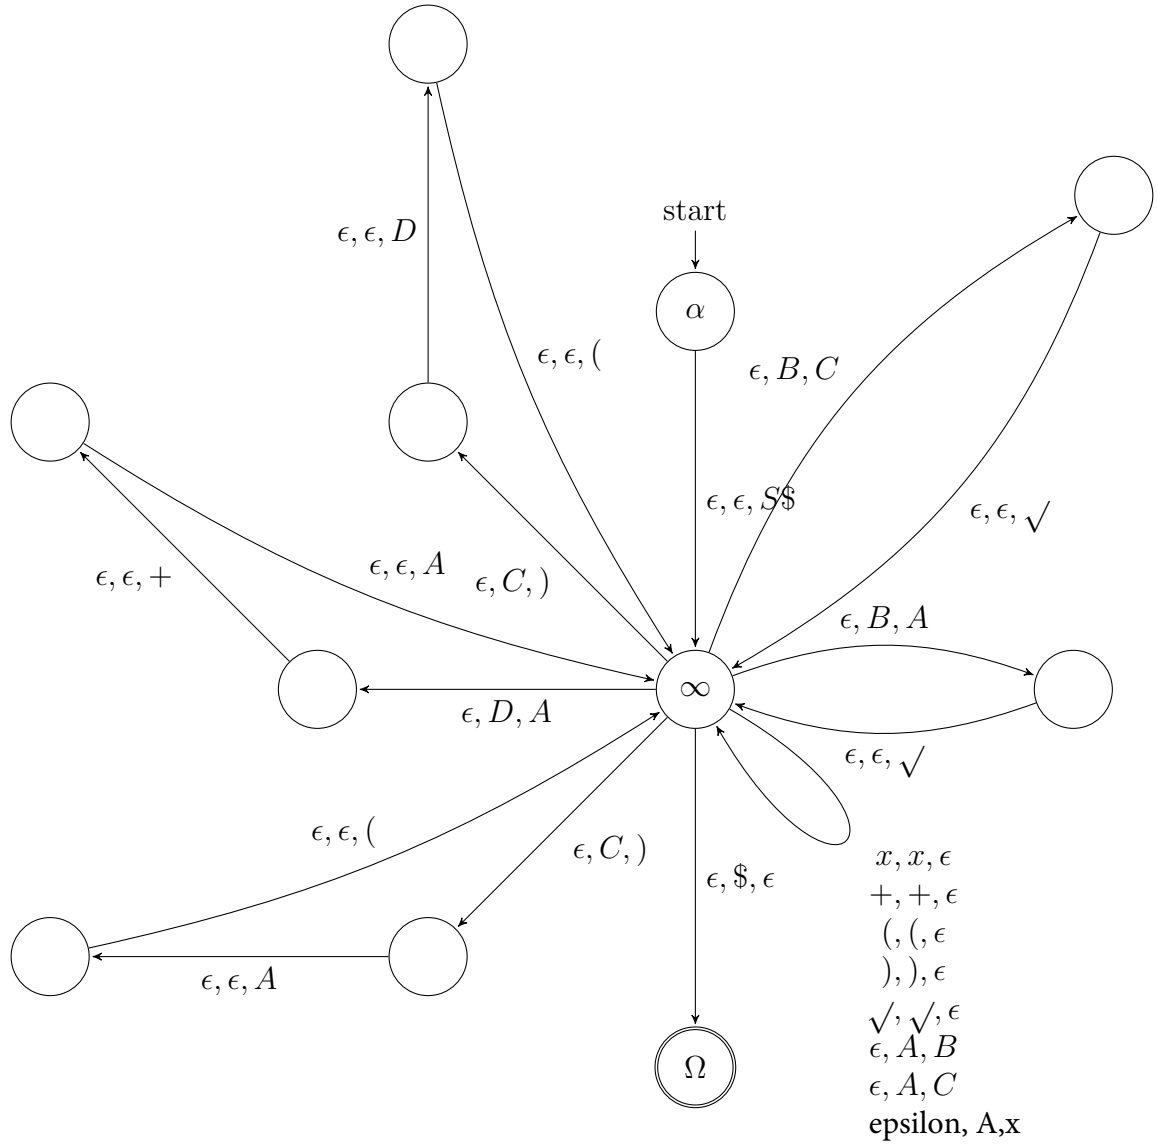 start
ϵ, ϵ, D
α
ϵ, ϵ, (
ϵ, B, C
ϵ, ϵ, S$
ϵ, ϵ, √
ϵ, ϵ, +
ϵ, ϵ, A
ϵ, C, )
ϵ, B, A
∞
ϵ, D, A
ϵ, ϵ, √
ϵ, ϵ, (
ϵ, C, )
ϵ, $, ϵ
ϵ, ϵ, A
Ω
x, x, ϵ
+, +, ϵ
(, (, ϵ
), ), ϵ
√, √, ϵ
ϵ, A, B
ϵ, A, C
epsilon, A,x